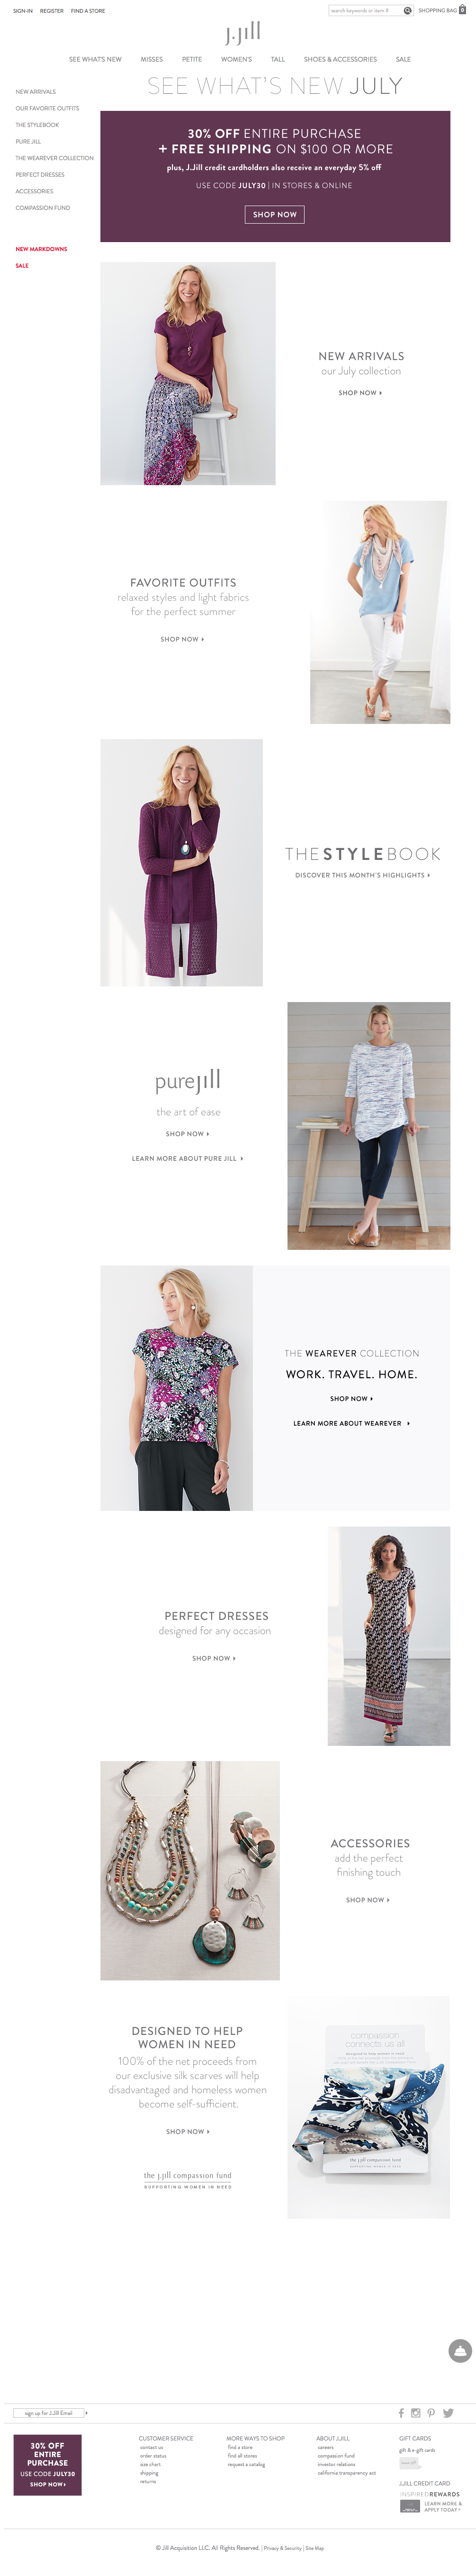 SIGN-IN REGISTER FIND A STORE
search keywords or item #
SHOPPING BAG 0
J.Jill
SEE WHAT'S NEW MISSES PETITE WOMEN'S TALL SHOES & ACCESSORIES SALE
SEE WHAT'S NEW JULY
NEW ARRIVALS
OUR FAVORITE OUTFITS
THE STYLEBOOK
PURE JILL
THE WEAREVER COLLECTION
PERFECT DRESSES
ACCESSORIES
COMPASSION FUND
NEW MARKDOWNS
SALE
30% OFF ENTIRE PURCHASE
+ FREE SHIPPING ON $100 OR MORE
plus, J.Jill credit cardholders also receive an everyday 5% off
USE CODE JULY30 | IN STORES & ONLINE
SHOP NOW
NEW ARRIVALS
our July collection
SHOP NOW
FAVORITE OUTFITS
relaxed styles and light fabrics
for the perfect summer
SHOP NOW
THE STYLEBOOK
DISCOVER THIS MONTH'S HIGHLIGHTS
pureJill
the art of ease
SHOP NOW
LEARN MORE ABOUT PURE JILL
THE WEAREVER COLLECTION
WORK. TRAVEL. HOME.
SHOP NOW
LEARN MORE ABOUT WEAREVER
PERFECT DRESSES
designed for any occasion
SHOP NOW
ACCESSORIES
add the perfect
finishing touch
SHOP NOW
DESIGNED TO HELP
WOMEN IN NEED
100% of the net proceeds from
our exclusive silk scarves will help
disadvantaged and homeless women
become self-sufficient.
SHOP NOW
the J.Jill compassion fund
SUPPORTING WOMEN IN NEED
compassion
connects us all
the J.Jill compassion fund
sign up for J.Jill Email
30% OFF
ENTIRE
PURCHASE
USE CODE JULY30
SHOP NOW
CUSTOMER SERVICE
contact us
order status
size chart
shipping
returns
MORE WAYS TO SHOP
find a store
find all stores
request a catalog
ABOUT J.JILL
careers
compassion fund
investor relations
california transparency act
GIFT CARDS
gift & e-gift cards
J.JILL CREDIT CARD
INSPIREDREWARDS
LEARN MORE &
APPLY TODAY >
© Jill Acquisition LLC. All Rights Reserved. | Privacy & Security | Site Map